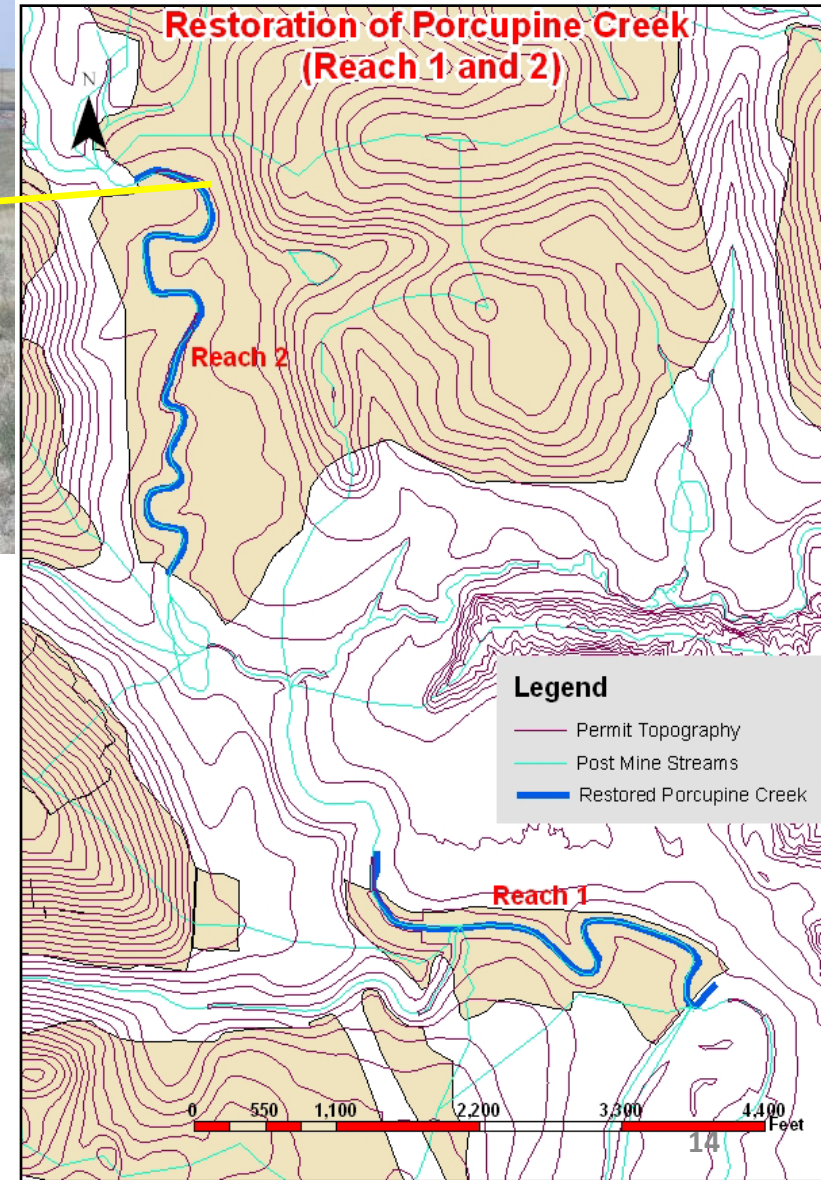 Restoration of Porcupine Creek
(Reach 1 and 2)
N
Reach 2
Legend
Permit Topography
Post Mine Streams
Restored Porcupine Creek
Reach 1
0 550 1,100 2,200 3,300 4,400
Feet
14